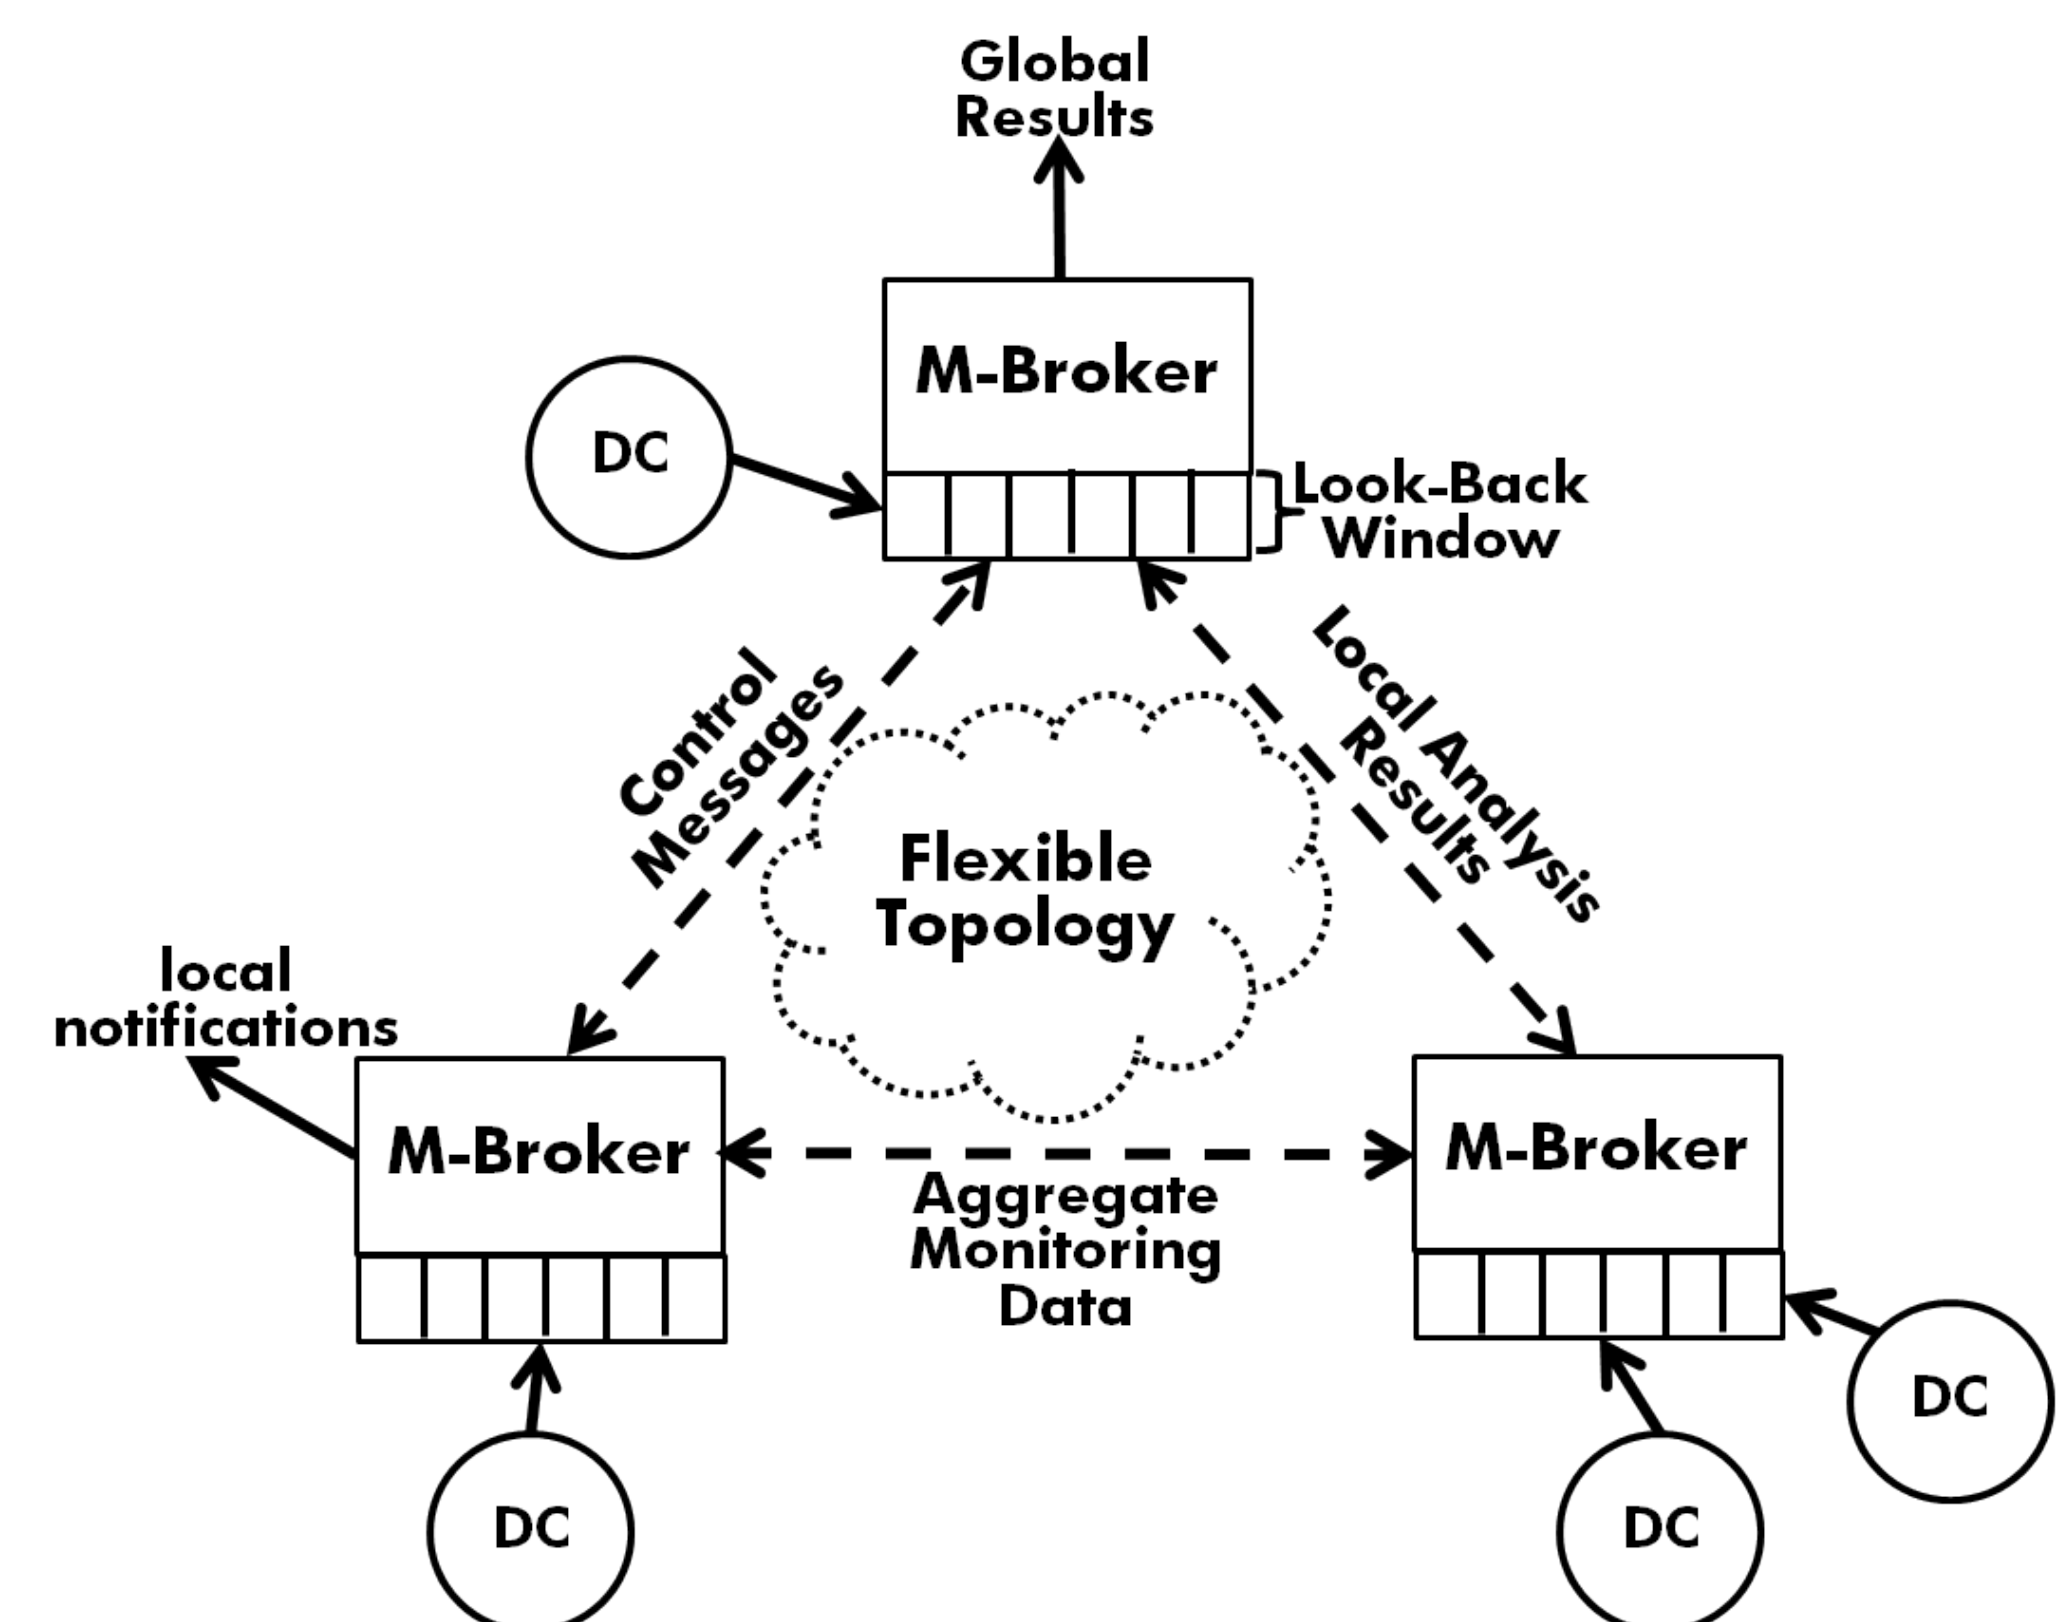 Global
Results
M-Broker
DC
Look-Back
Window
Control
Messages
Local Analysis
Results
Flexible
Topology
local
notifications
M-Broker
M-Broker
Aggregate
Monitoring
Data
DC
DC
DC